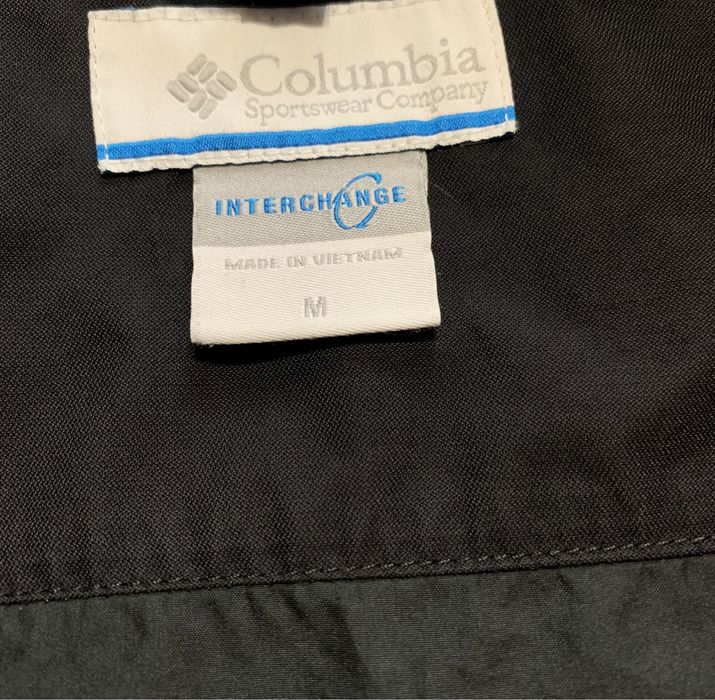 Columbia
Sportswear Company
INTERCHANGE
MADE IN VIETNAM
M